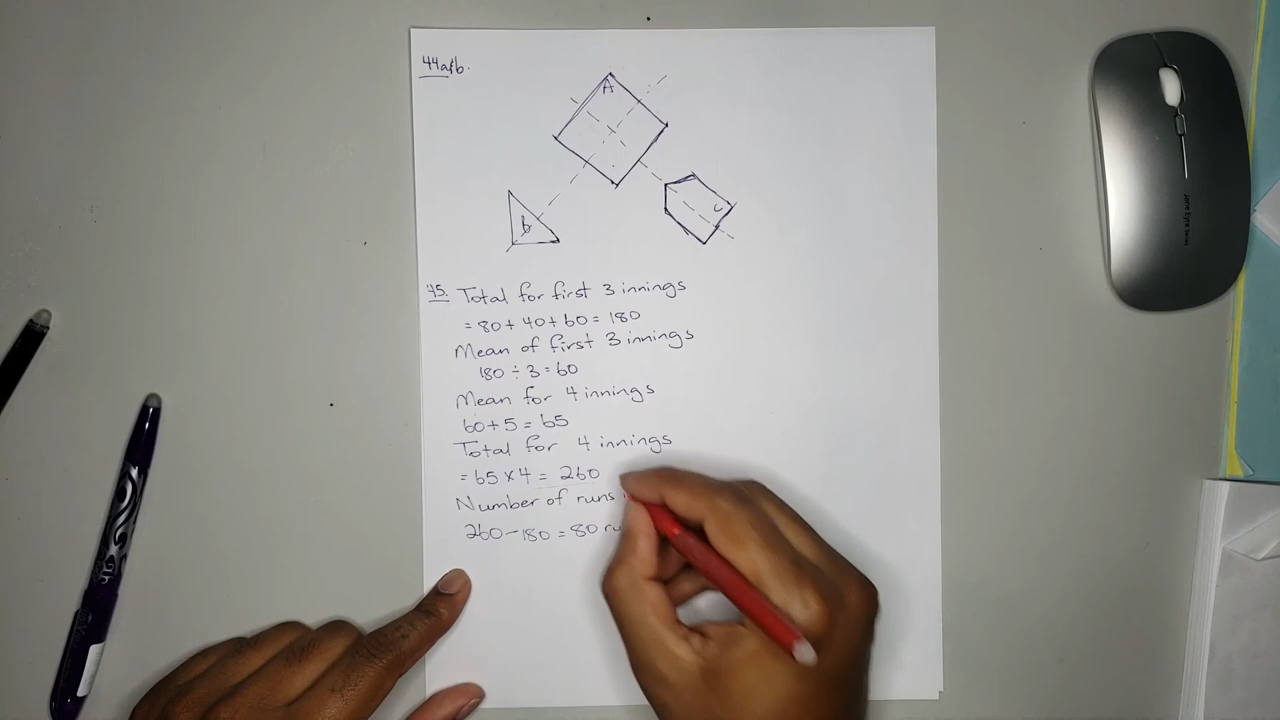 44a&b.
A
b
C
45. Total for first 3 innings
= 80 + 40 + 60 = 180
Mean of first 3 innings
180 ÷ 3 = 60
Mean for 4 innings
60 + 5 = 65
Total for 4 innings
= 65 x 4 = 260
Number of runs
260 - 180 = 80